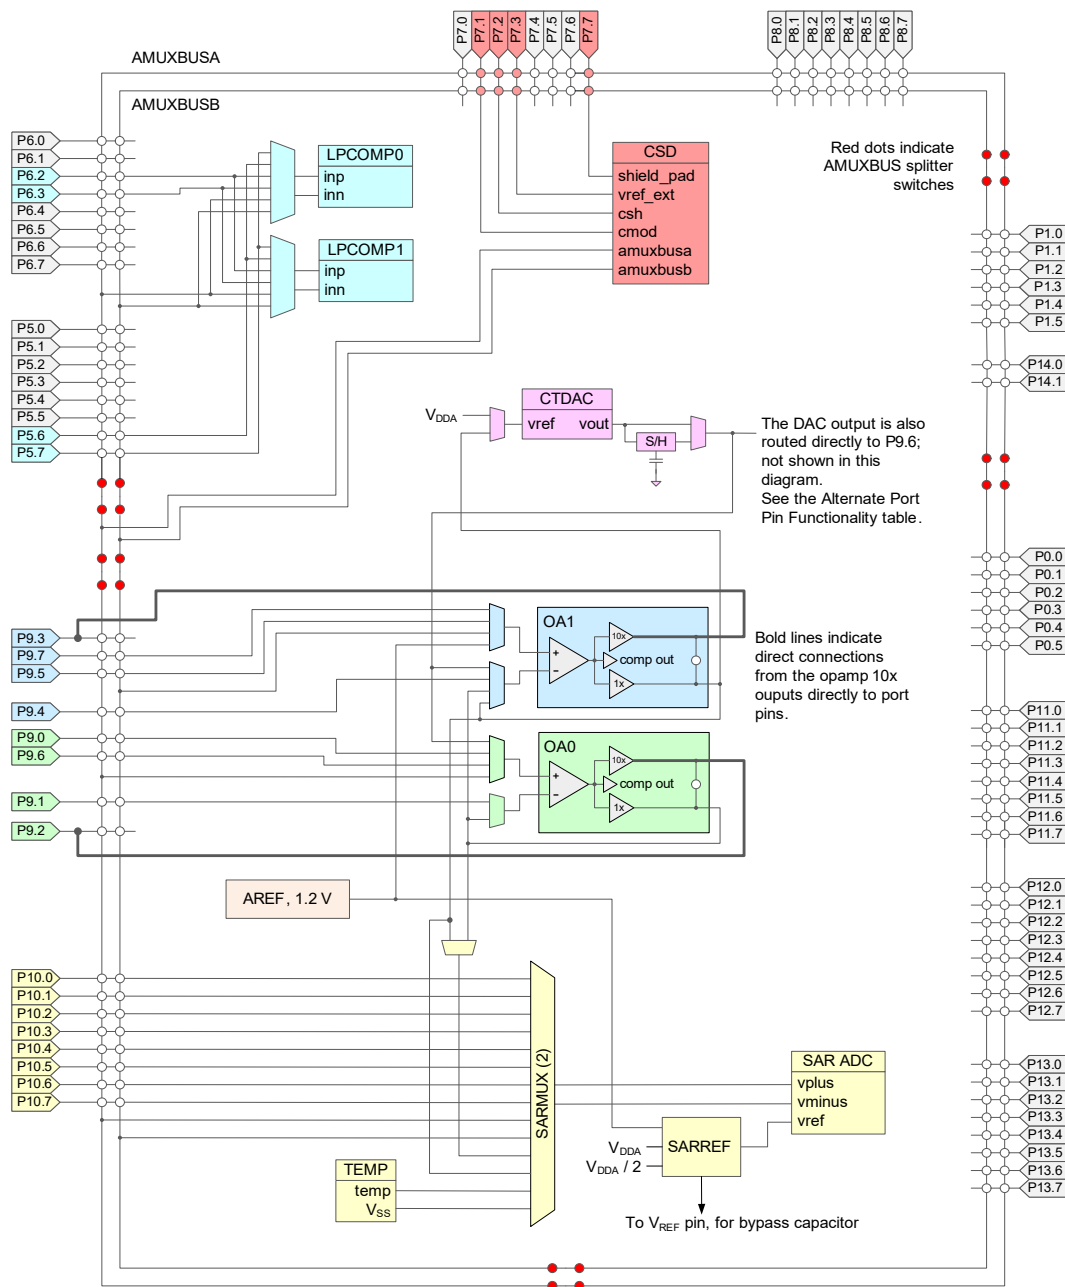 P7.0
P7.1
P7.2
P7.3
P7.4
P7.5
P7.6
P7.7
P8.0
P8.1
P8.2
P8.3
P8.4
P8.5
P8.6
P8.7
AMUXBUSA
AMUXBUSB
P6.0
P6.1
P6.2
P6.3
P6.4
P6.5
P6.6
P6.7
LPCOMP0
inp
inn
LPCOMP1
inp
inn
CSD
shield_pad
vref_ext
csh
cmod
amuxbusa
amuxbusb
Red dots indicate
AMUXBUS splitter
switches
P1.0
P1.1
P1.2
P1.3
P1.4
P1.5
P14.0
P14.1
P5.0
P5.1
P5.2
P5.3
P5.4
P5.5
P5.6
P5.7
VDDA
CTDAC
vref vout
S/H
The DAC output is also
routed directly to P9.6;
not shown in this
diagram.
See the Alternate Port
Pin Functionality table.
P0.0
P0.1
P0.2
P0.3
P0.4
P0.5
P9.3
P9.7
P9.5
P9.4
OA1
+
−
10x
comp out
1x
Bold lines indicate
direct connections
from the opamp 10x
ouputs directly to port
pins.
P9.0
P9.6
P9.1
P9.2
OA0
+
−
10x
comp out
1x
P11.0
P11.1
P11.2
P11.3
P11.4
P11.5
P11.6
P11.7
AREF, 1.2 V
P12.0
P12.1
P12.2
P12.3
P12.4
P12.5
P12.6
P12.7
P10.0
P10.1
P10.2
P10.3
P10.4
P10.5
P10.6
P10.7
SARMUX (2)
SAR ADC
vplus
vminus
vref
P13.0
P13.1
P13.2
P13.3
P13.4
P13.5
P13.6
P13.7
TEMP
temp
VSS
VDDA
VDDA / 2
SARREF
To VREF pin, for bypass capacitor